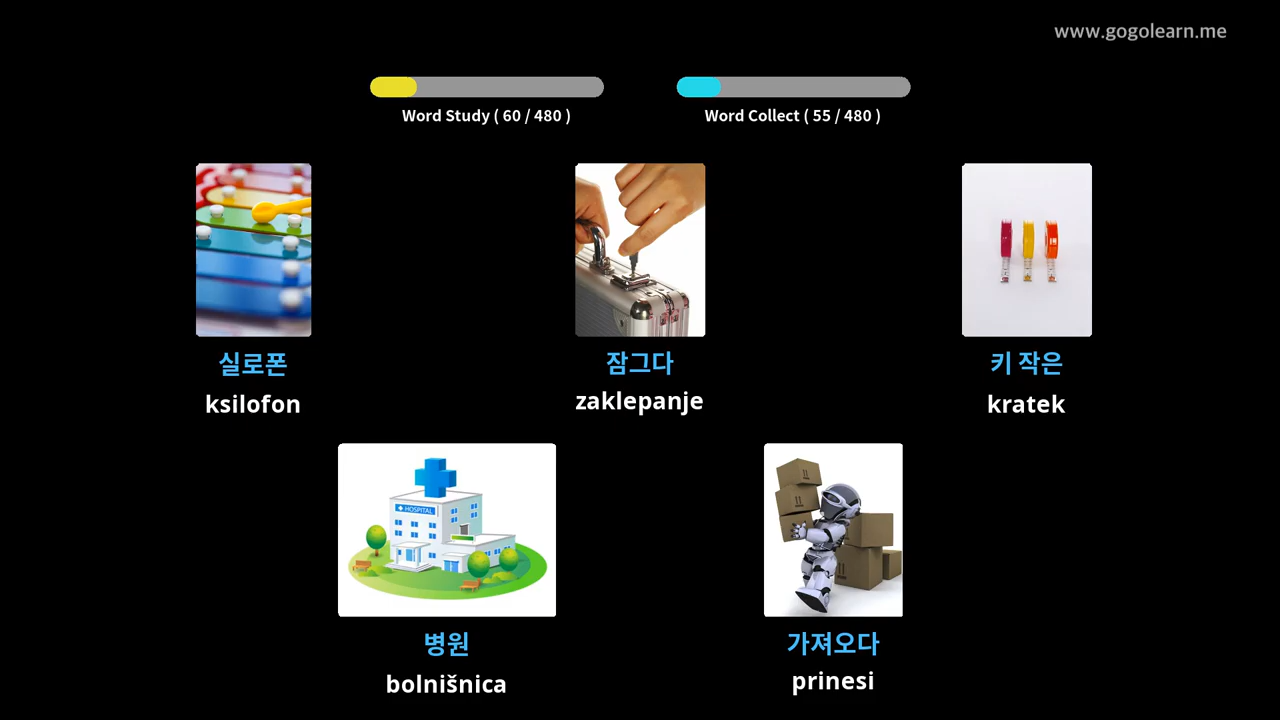 www.gogolearn.me
Word Study ( 60 / 480 )
Word Collect ( 55 / 480 )
실로폰
ksilofon
잠그다
zaklepanje
키 작은
kratek
HOSPITAL
병원
bolnišnica
가져오다
prinesi